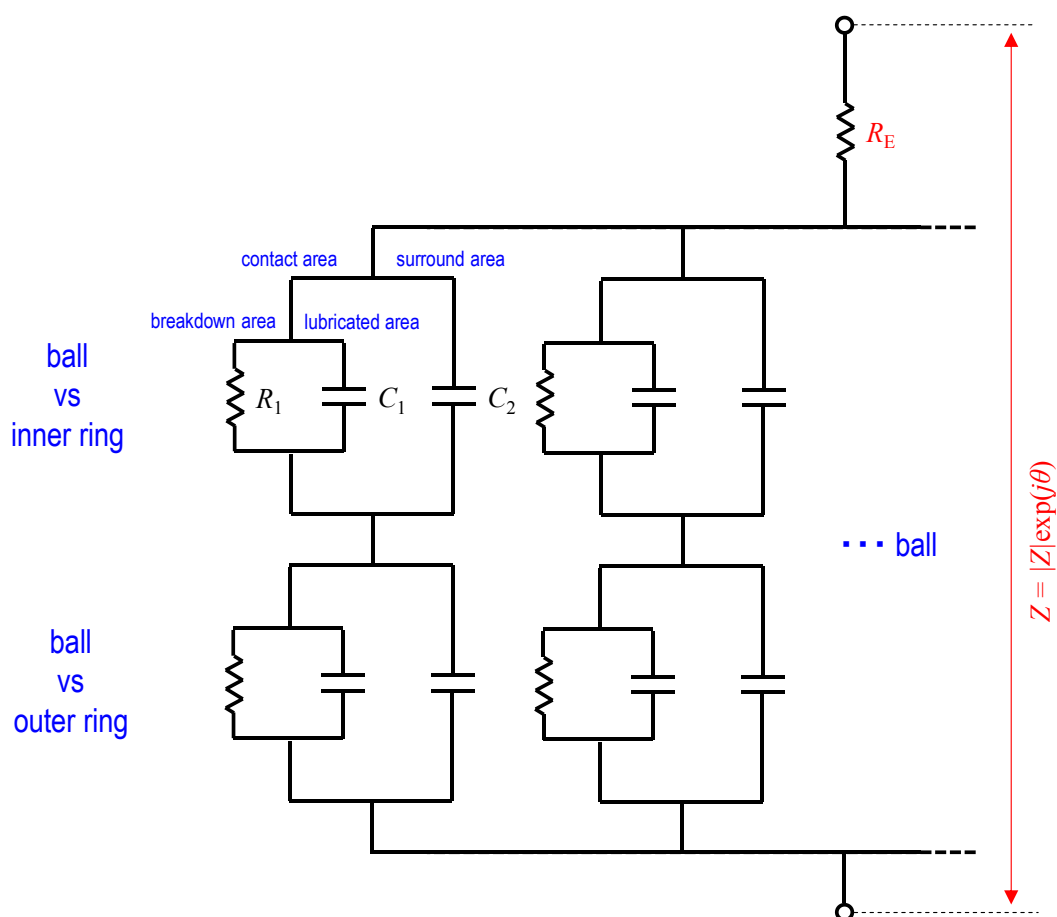 R_E
contact area
surround area
breakdown area
lubricated area
ball
vs
inner ring
R_1
C_1
C_2
Z = |Z|exp(jθ)
··· ball
ball
vs
outer ring